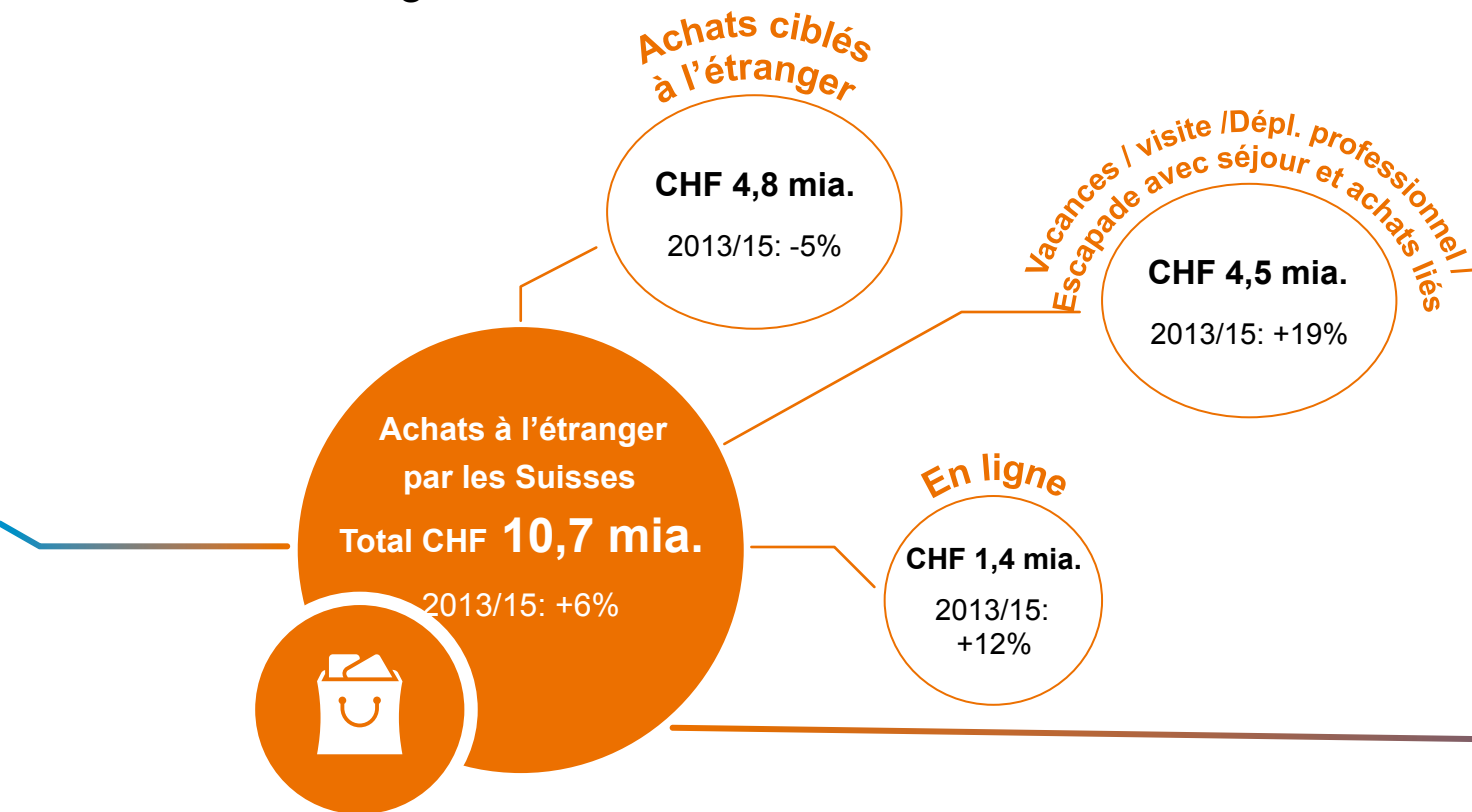 Achats ciblés
à l’étranger
CHF 4,8 mia.
2013/15: -5%
Vacances / visite /Dépl. professionnel /
Escapade avec séjour et achats liés
CHF 4,5 mia.
2013/15: +19%
Achats à l’étranger
par les Suisses
Total CHF 10,7 mia.
2013/15: +6%
En ligne
CHF 1,4 mia.
2013/15:
+12%